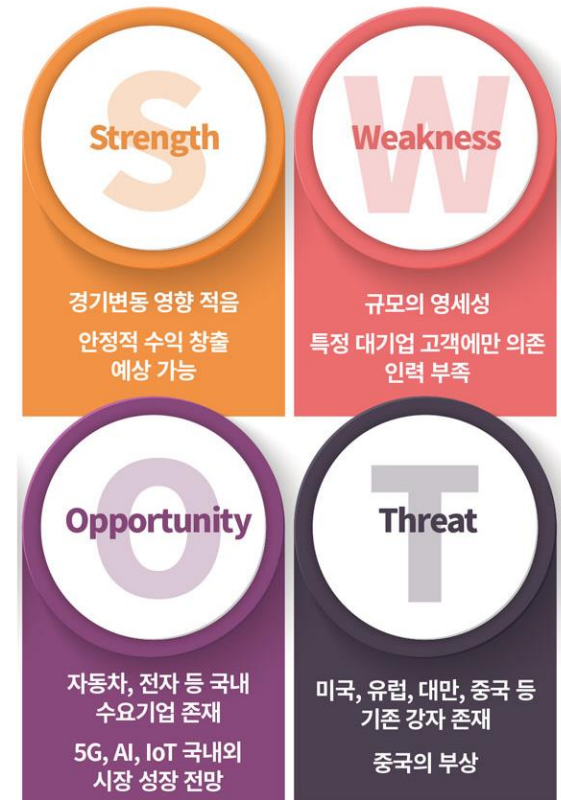 S
Strength
경기변동 영향 적음
안정적 수익 창출
예상 가능
W
Weakness
규모의 영세성
특정 대기업 고객에만 의존
인력 부족
O
Opportunity
자동차, 전자 등 국내
수요기업 존재
5G, AI, IoT 국내외
시장 성장 전망
T
Threat
미국, 유럽, 대만, 중국 등
기존 강자 존재
중국의 부상